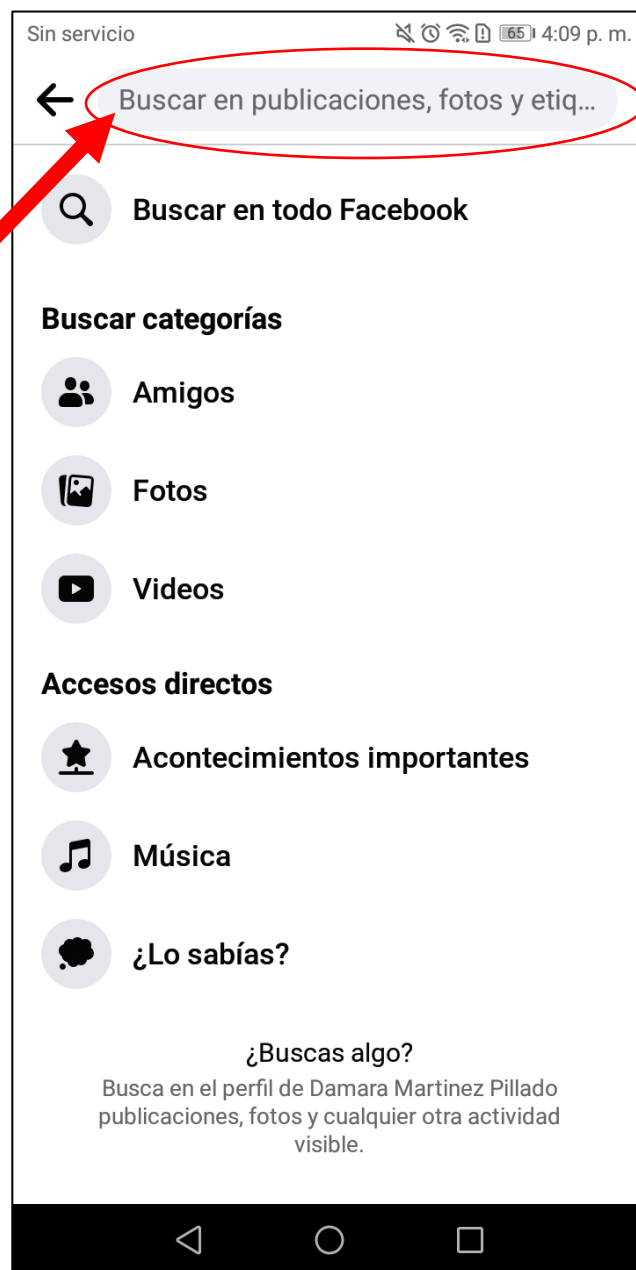 Sin servicio 65 4:09 p. m.
Buscar en publicaciones, fotos y etiq...
Buscar en todo Facebook
Buscar categorías
Amigos
Fotos
Videos
Accesos directos
Acontecimientos importantes
Música
¿Lo sabías?
¿Buscas algo?
Busca en el perfil de Damara Martinez Pillado
publicaciones, fotos y cualquier otra actividad
visible.